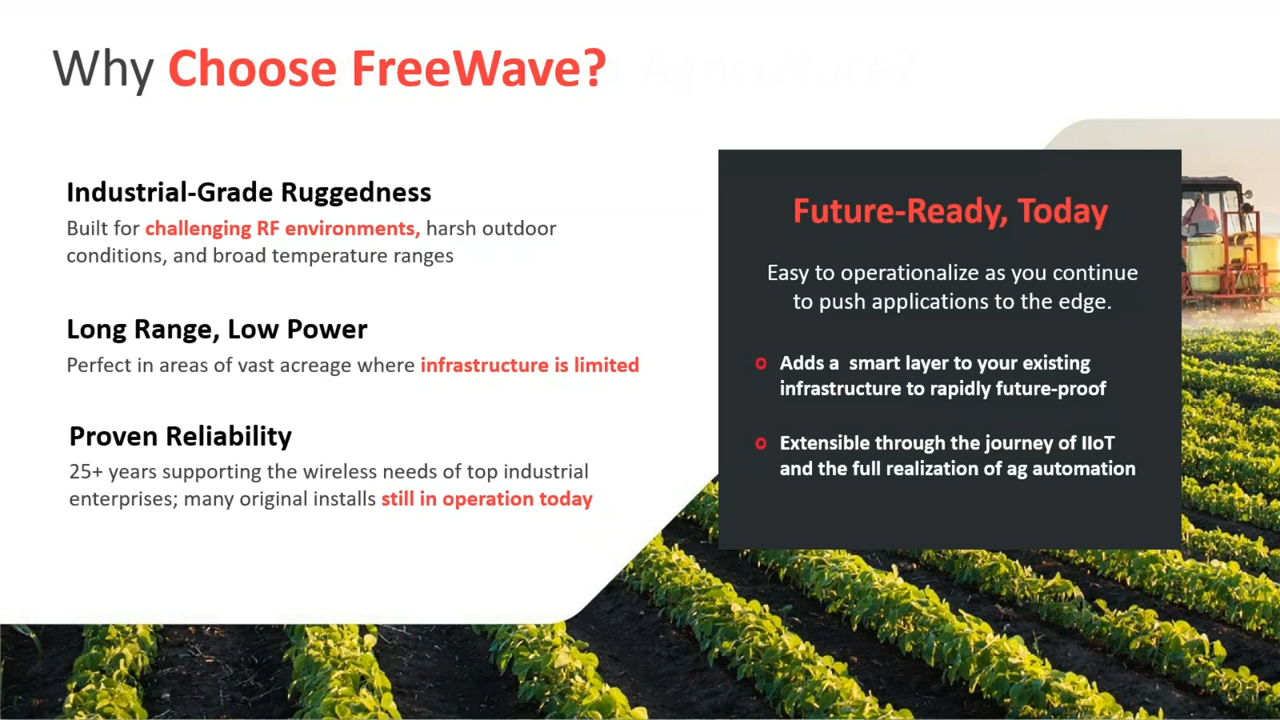 Why Choose FreeWave?
Industrial-Grade Ruggedness
Built for challenging RF environments, harsh outdoor
conditions, and broad temperature ranges
Long Range, Low Power
Perfect in areas of vast acreage where infrastructure is limited
Proven Reliability
25+ years supporting the wireless needs of top industrial
enterprises; many original installs still in operation today
Future-Ready, Today
Easy to operationalize as you continue
to push applications to the edge.
Adds a smart layer to your existing
infrastructure to rapidly future-proof
Extensible through the journey of IIoT
and the full realization of ag automation